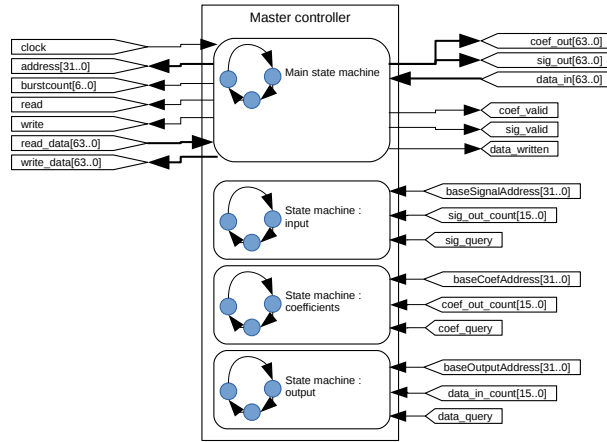 Master controller
clock
address[31..0]
burstcount[6..0]
read
write
read_data[63..0]
write_data[63..0]
Main state machine
coef_out[63..0]
sig_out[63..0]
data_in[63..0]
coef_valid
sig_valid
data_written
State machine :
input
baseSignalAddress[31..0]
sig_out_count[15..0]
sig_query
State machine :
coefficients
baseCoefAddress[31..0]
coef_out_count[15..0]
coef_query
State machine :
output
baseOutputAddress[31..0]
data_in_count[15..0]
data_query